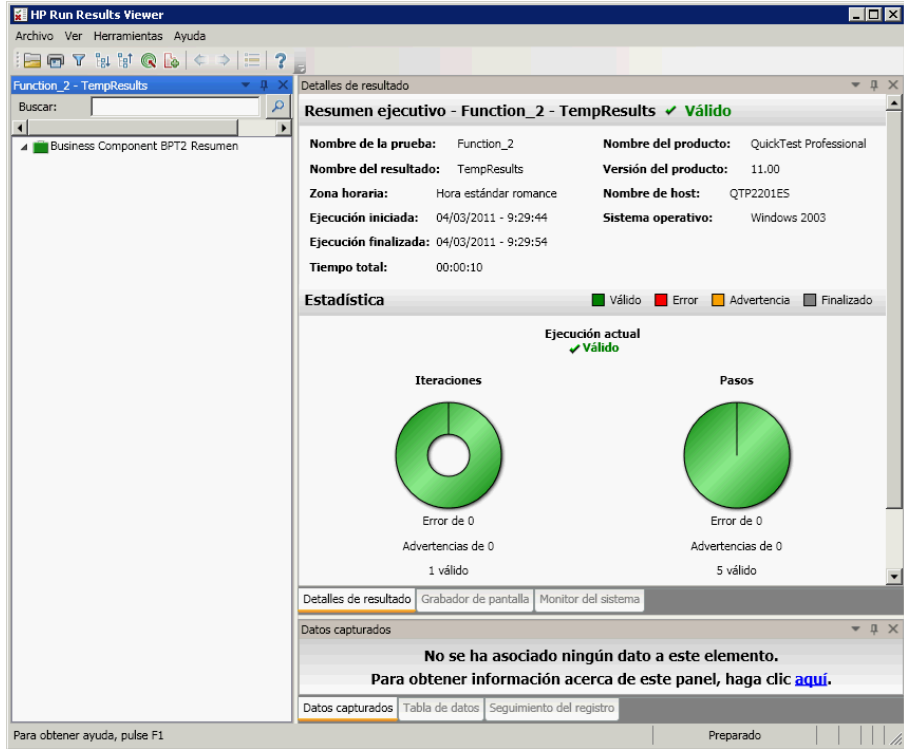 HP Run Results Viewer
Archivo Ver Herramientas Ayuda
Function_2 - TempResults
Buscar:
Business Component BPT2 Resumen
Detalles de resultado
Resumen ejecutivo - Function_2 - TempResults ✔ Válido
Nombre de la prueba: Function_2 Nombre del producto: QuickTest Professional
Nombre del resultado: TempResults Versión del producto: 11.00
Zona horaria: Hora estándar romance Nombre de host: QTP2201ES
Ejecución iniciada: 04/03/2011 - 9:29:44 Sistema operativo: Windows 2003
Ejecución finalizada: 04/03/2011 - 9:29:54
Tiempo total: 00:00:10
Estadística Válido Error Advertencia Finalizado
Ejecución actual
✔ Válido
Iteraciones Pasos
Error de 0 Error de 0
Advertencias de 0 Advertencias de 0
1 válido 5 válido
Detalles de resultado Grabador de pantalla Monitor del sistema
Datos capturados
No se ha asociado ningún dato a este elemento.
Para obtener información acerca de este panel, haga clic aquí.
Datos capturados Tabla de datos Seguimiento del registro
Para obtener ayuda, pulse F1 Preparado